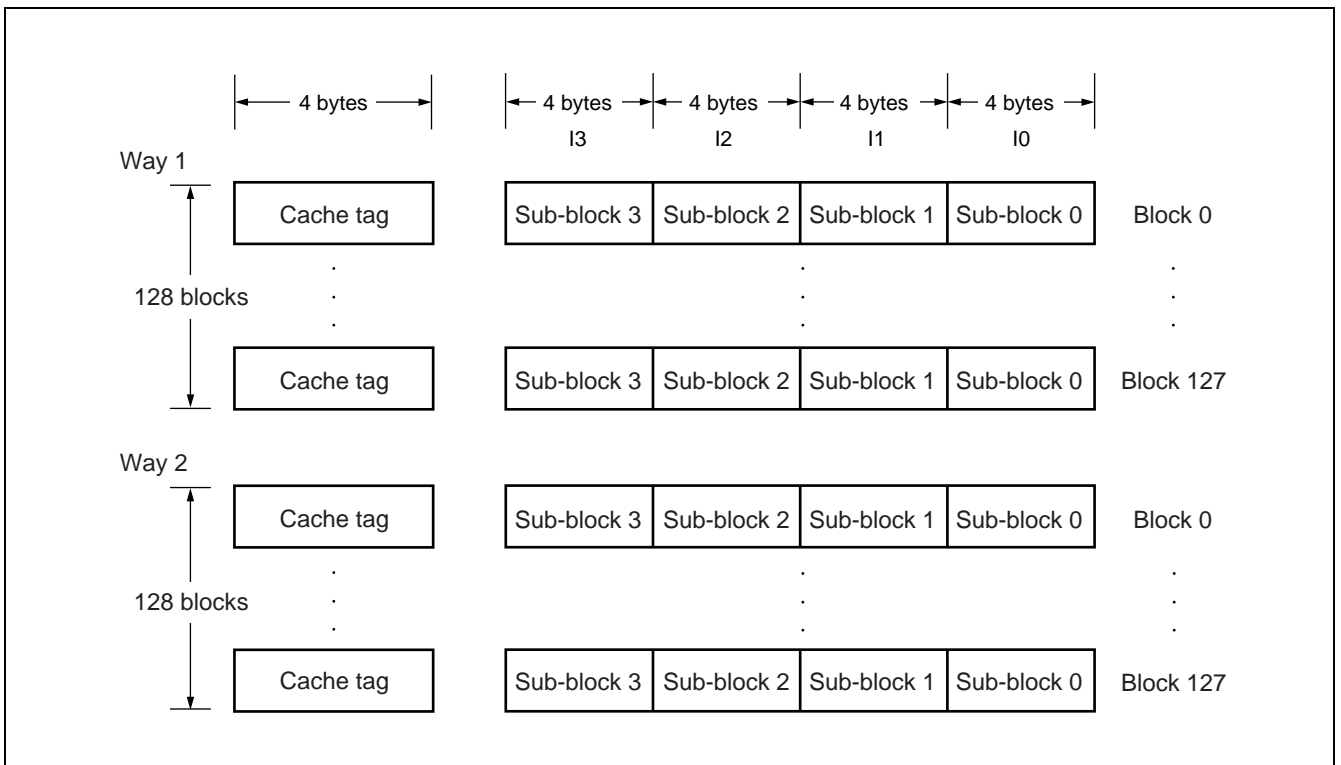 4 bytes 4 bytes 4 bytes 4 bytes 4 bytes
I3 I2 I1 I0
Way 1
Cache tag Sub-block 3 Sub-block 2 Sub-block 1 Sub-block 0 Block 0
128 blocks
Cache tag Sub-block 3 Sub-block 2 Sub-block 1 Sub-block 0 Block 127
Way 2
Cache tag Sub-block 3 Sub-block 2 Sub-block 1 Sub-block 0 Block 0
128 blocks
Cache tag Sub-block 3 Sub-block 2 Sub-block 1 Sub-block 0 Block 127